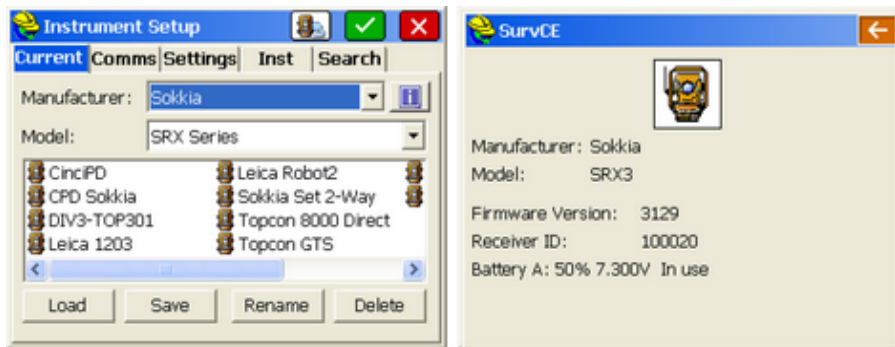 Instrument Setup
Current Comms Settings Inst Search
Manufacturer: Sokkia
Model: SRX Series
CinciPD Leica Robot2
CPD Sokkia Sokkia Set 2-Way
DIV3-TOP301 Topcon 8000 Direct
Leica 1203 Topcon GTS
Load Save Rename Delete
SurvCE
Manufacturer: Sokkia
Model: SRX3
Firmware Version: 3129
Receiver ID: 100020
Battery A: 50% 7.300V In use